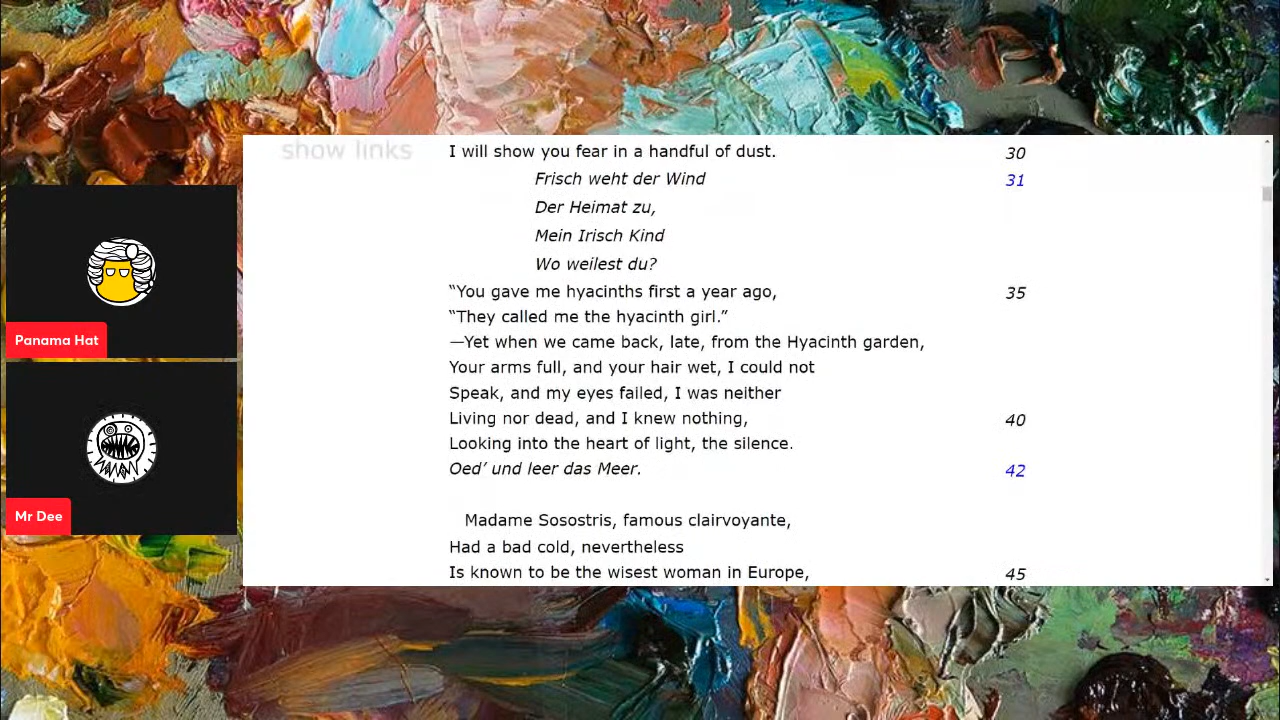 show links
I will show you fear in a handful of dust. 30
Frisch weht der Wind 31
Der Heimat zu,
Mein Irisch Kind
Wo weilest du?
“You gave me hyacinths first a year ago, 35
“They called me the hyacinth girl.”
—Yet when we came back, late, from the Hyacinth garden,
Your arms full, and your hair wet, I could not
Speak, and my eyes failed, I was neither
Living nor dead, and I knew nothing, 40
Looking into the heart of light, the silence.
Oed’ und leer das Meer. 42
Madame Sosostris, famous clairvoyante,
Had a bad cold, nevertheless
Is known to be the wisest woman in Europe, 45
Panama Hat
Mr Dee